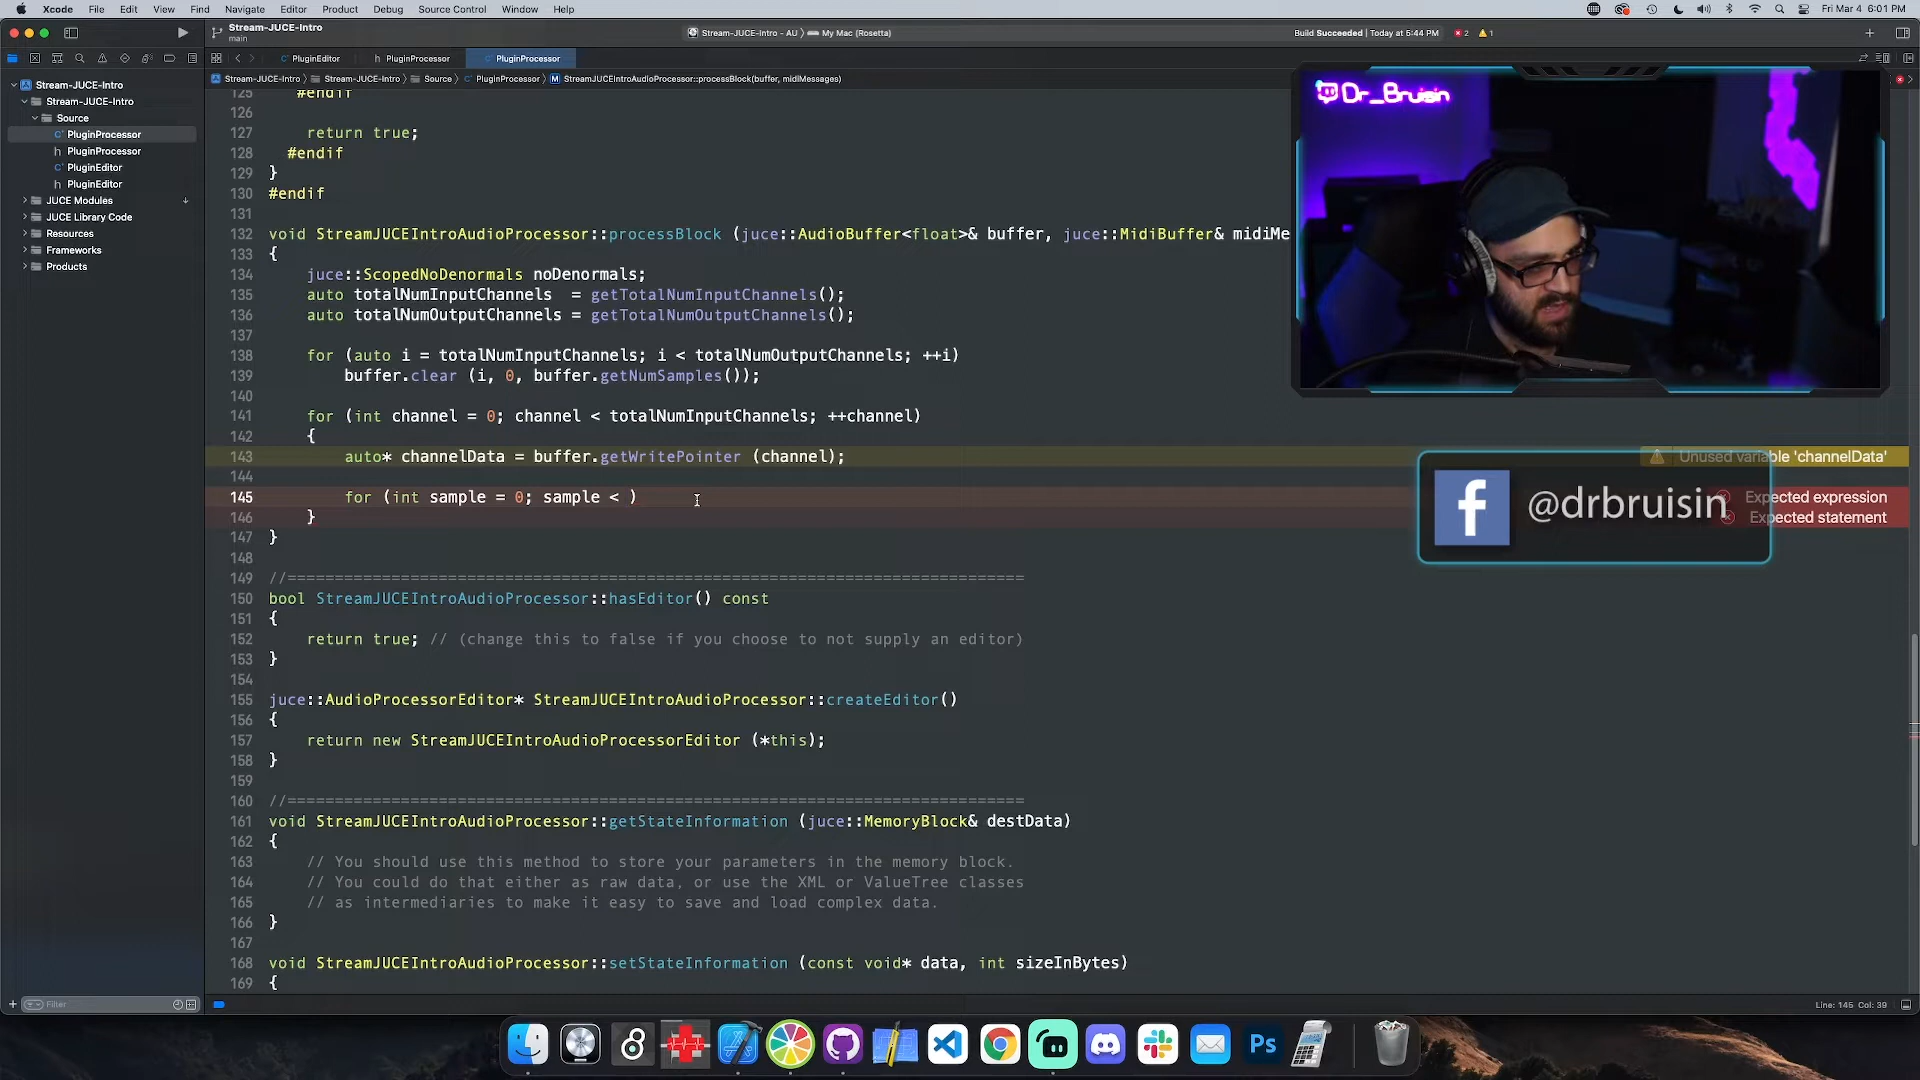 Xcode File Edit View Find Navigate Editor Product Debug Source Control Window Help Fri Mar 4 6:01 PM
Stream-JUCE-Intro
main
Stream-JUCE-Intro - AU ⟩ My Mac (Rosetta)
Build Succeeded | Today at 5:44 PM 2 1
PluginEditor PluginProcessor PluginProcessor
Stream-JUCE-Intro ⟩ Stream-JUCE-Intro ⟩ Source ⟩ PluginProcessor ⟩ M StreamJUCEIntroAudioProcessor::processBlock(buffer, midiMessages)
Stream-JUCE-Intro
Stream-JUCE-Intro
Source
PluginProcessor
h PluginProcessor
PluginEditor
h PluginEditor
JUCE Modules
JUCE Library Code
Resources
Frameworks
Products
Filter
125 #endif
126
127 return true;
128 #endif
129 }
130 #endif
131
132 void StreamJUCEIntroAudioProcessor::processBlock (juce::AudioBuffer<float>& buffer, juce::MidiBuffer& midiMe
133 {
134 juce::ScopedNoDenormals noDenormals;
135 auto totalNumInputChannels = getTotalNumInputChannels();
136 auto totalNumOutputChannels = getTotalNumOutputChannels();
137
138 for (auto i = totalNumInputChannels; i < totalNumOutputChannels; ++i)
139 buffer.clear (i, 0, buffer.getNumSamples());
140
141 for (int channel = 0; channel < totalNumInputChannels; ++channel)
142 {
143 auto* channelData = buffer.getWritePointer (channel); Unused variable 'channelData'
144
145 for (int sample = 0; sample < ) Expected expression
146 } Expected statement
147 }
148
149 //==============================================================================
150 bool StreamJUCEIntroAudioProcessor::hasEditor() const
151 {
152 return true; // (change this to false if you choose to not supply an editor)
153 }
154
155 juce::AudioProcessorEditor* StreamJUCEIntroAudioProcessor::createEditor()
156 {
157 return new StreamJUCEIntroAudioProcessorEditor (*this);
158 }
159
160 //==============================================================================
161 void StreamJUCEIntroAudioProcessor::getStateInformation (juce::MemoryBlock& destData)
162 {
163 // You should use this method to store your parameters in the memory block.
164 // You could do that either as raw data, or use the XML or ValueTree classes
165 // as intermediaries to make it easy to save and load complex data.
166 }
167
168 void StreamJUCEIntroAudioProcessor::setStateInformation (const void* data, int sizeInBytes)
169 {
Dr_Bruisin
f @drbruisin
Line: 145 Col: 39
Ps